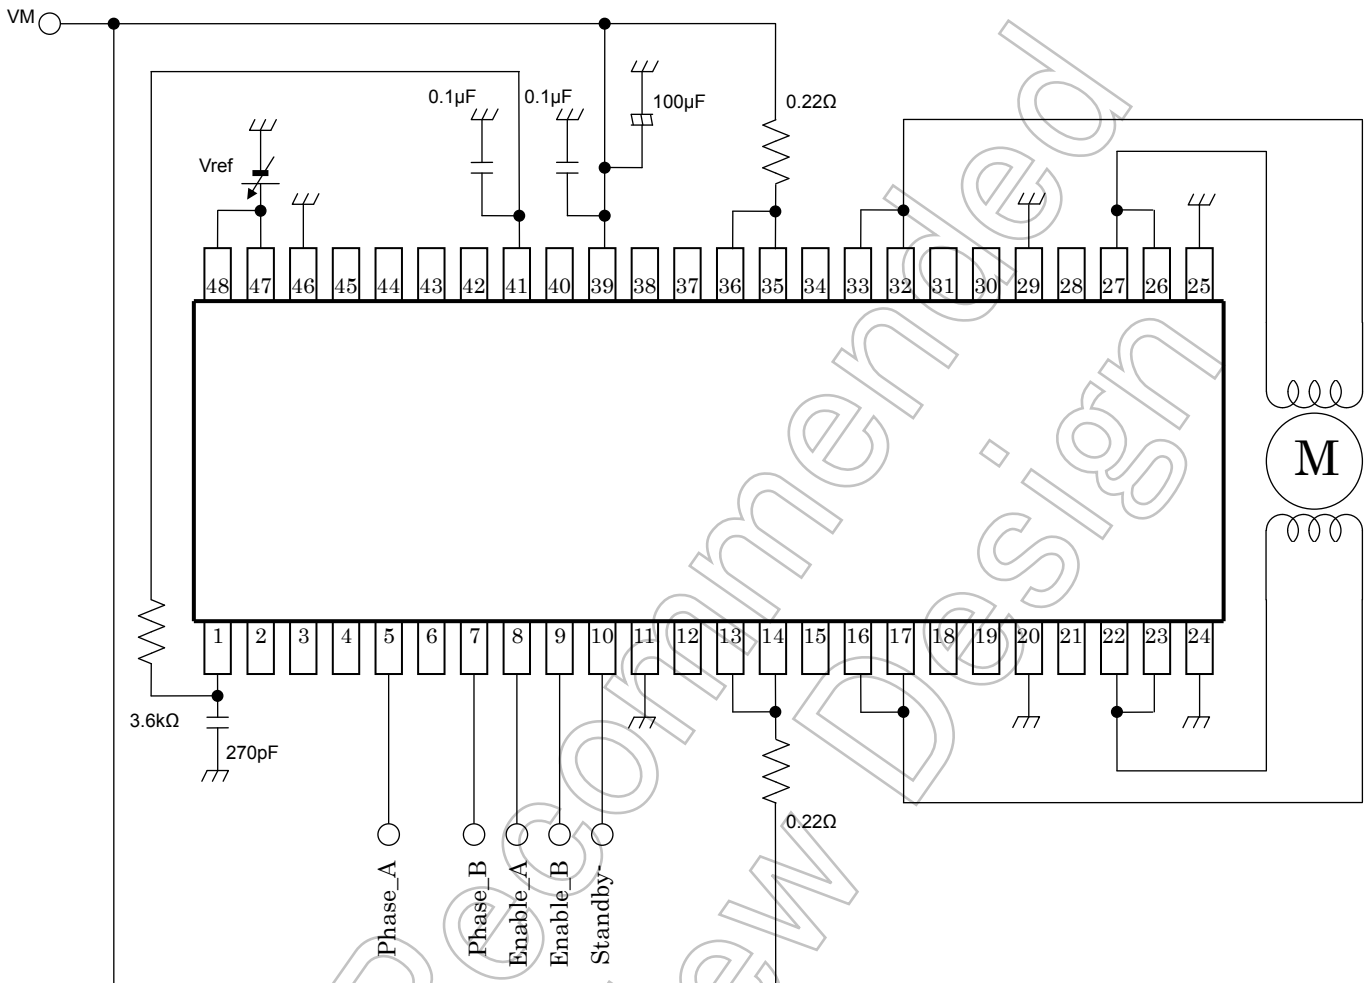 VM
0.1μF
0.1μF
100μF
0.22Ω
Vref
48 47 46 45 44 43 42 41 40 39 38 37 36 35 34 33 32 31 30 29 28 27 26 25
M
1 2 3 4 5 6 7 8 9 10 11 12 13 14 15 16 17 18 19 20 21 22 23 24
3.6kΩ
270pF
0.22Ω
Phase_A
Phase_B
Enable_A
Enable_B
Standby-
Recommended
ew Design